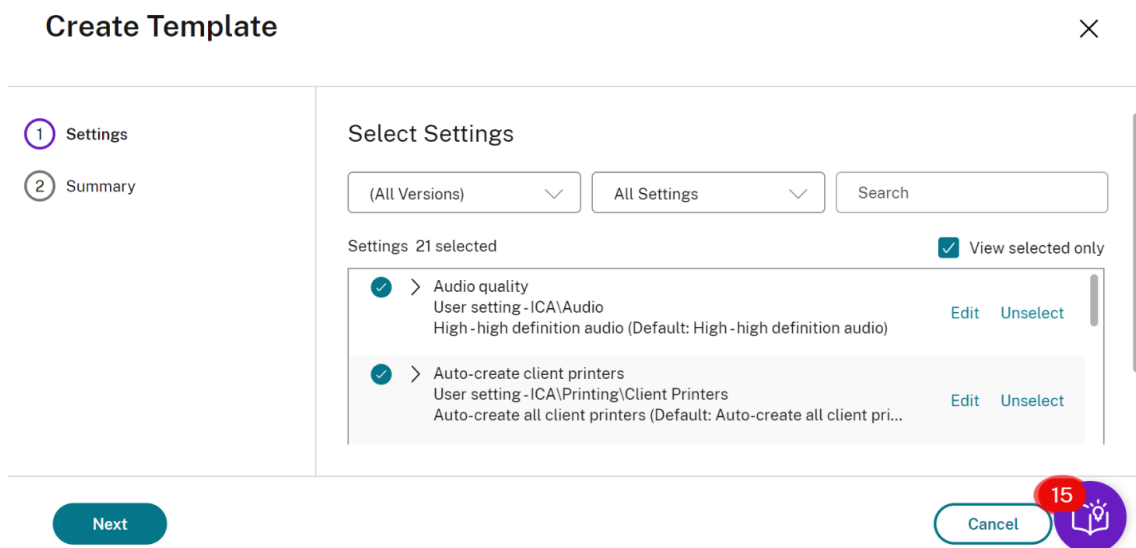 Create Template
1 Settings
2 Summary
Select Settings
(All Versions) All Settings Search
Settings 21 selected View selected only
Audio quality
User setting - ICA\Audio
High - high definition audio (Default: High - high definition audio)
Edit Unselect
Auto-create client printers
User setting - ICA\Printing\Client Printers
Auto-create all client printers (Default: Auto-create all client pri...
Edit Unselect
Next Cancel 15